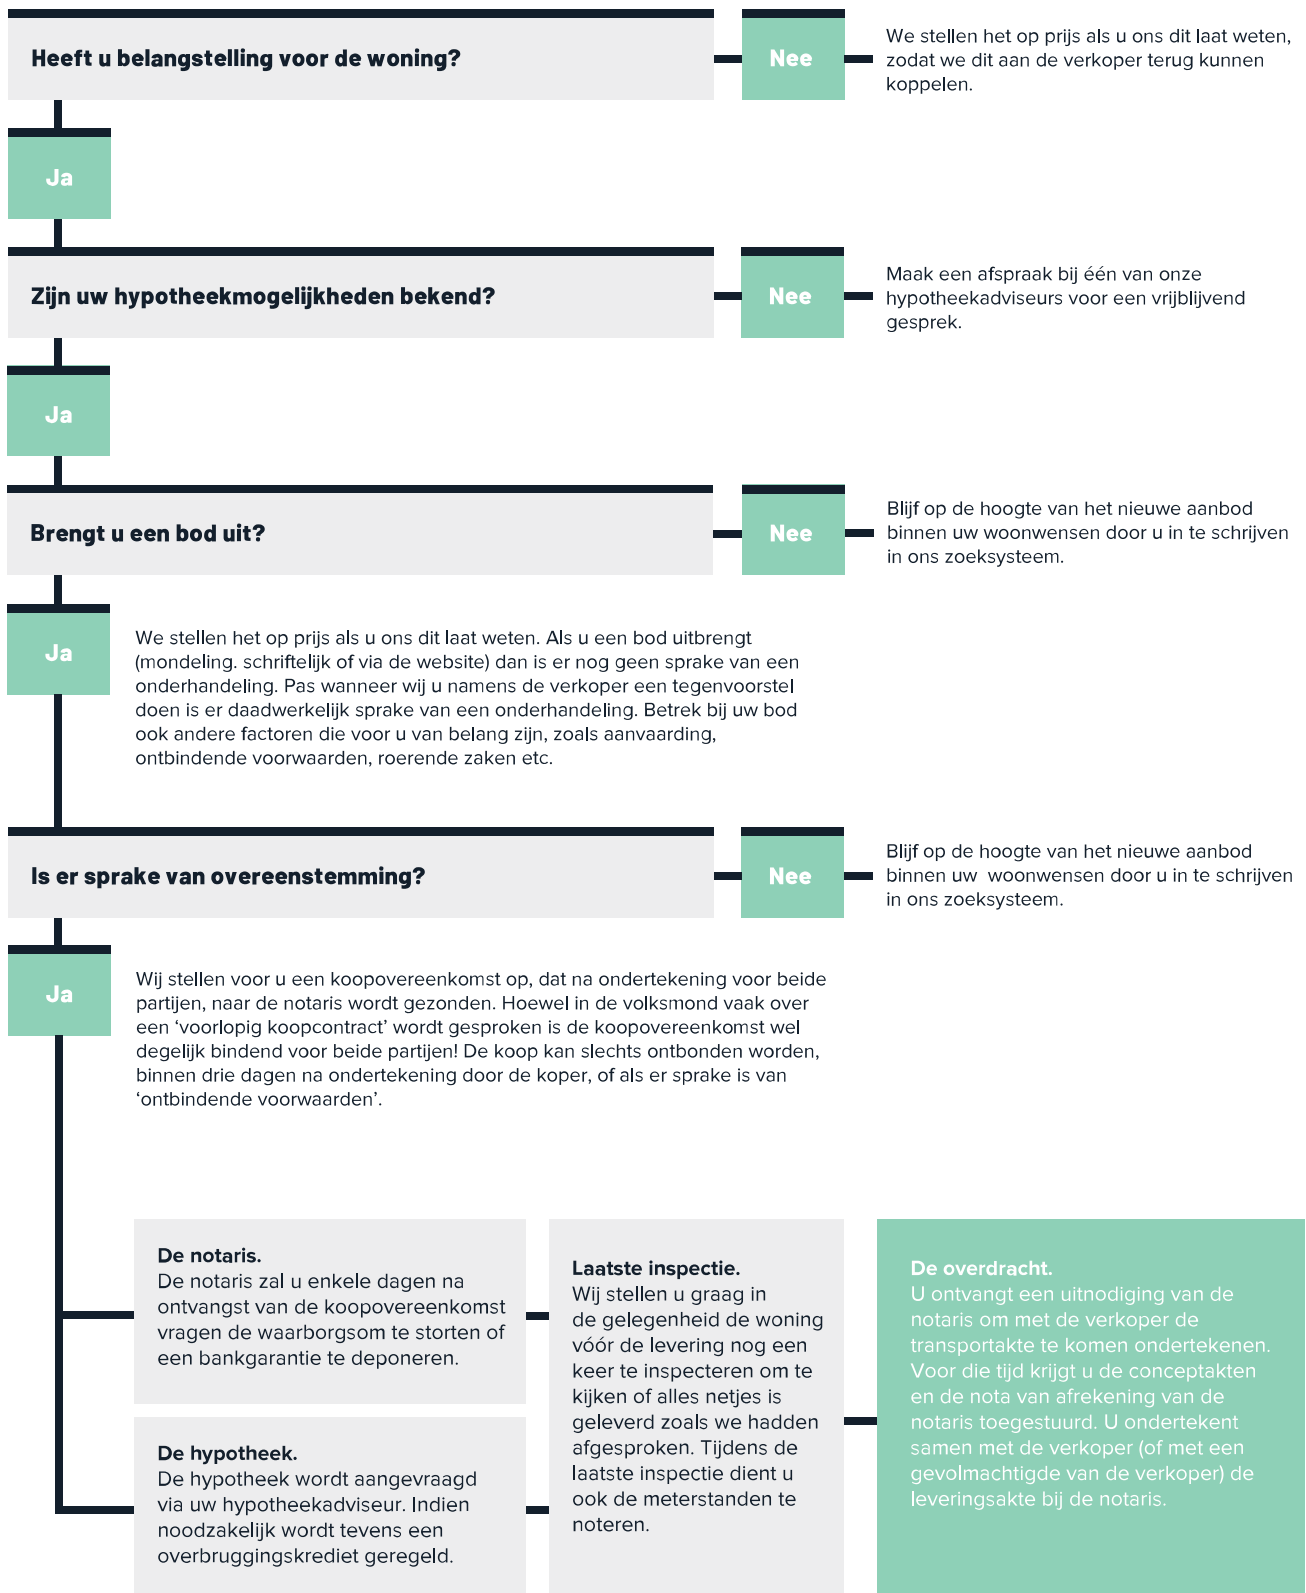 Heeft u belangstelling voor de woning?
Nee
We stellen het op prijs als u ons dit laat weten,
zodat we dit aan de verkoper terug kunnen
koppelen.
Ja
Zijn uw hypotheekmogelijkheden bekend?
Nee
Maak een afspraak bij één van onze
hypotheekadviseurs voor een vrijblijvend
gesprek.
Ja
Brengt u een bod uit?
Nee
Blijf op de hoogte van het nieuwe aanbod
binnen uw woonwensen door u in te schrijven
in ons zoeksysteem.
Ja
We stellen het op prijs als u ons dit laat weten. Als u een bod uitbrengt
(mondeling. schriftelijk of via de website) dan is er nog geen sprake van een
onderhandeling. Pas wanneer wij u namens de verkoper een tegenvoorstel
doen is er daadwerkelijk sprake van een onderhandeling. Betrek bij uw bod
ook andere factoren die voor u van belang zijn, zoals aanvaarding,
ontbindende voorwaarden, roerende zaken etc.
Is er sprake van overeenstemming?
Nee
Blijf op de hoogte van het nieuwe aanbod
binnen uw  woonwensen door u in te schrijven
in ons zoeksysteem.
Ja
Wij stellen voor u een koopovereenkomst op, dat na ondertekening voor beide
partijen, naar de notaris wordt gezonden. Hoewel in de volksmond vaak over
een ‘voorlopig koopcontract’ wordt gesproken is de koopovereenkomst wel
degelijk bindend voor beide partijen! De koop kan slechts ontbonden worden,
binnen drie dagen na ondertekening door de koper, of als er sprake is van
‘ontbindende voorwaarden’.
De notaris.
De notaris zal u enkele dagen na
ontvangst van de koopovereenkomst
vragen de waarborgsom te storten of
een bankgarantie te deponeren.
De hypotheek.
De hypotheek wordt aangevraagd
via uw hypotheekadviseur. Indien
noodzakelijk wordt tevens een
overbruggingskrediet geregeld.
Laatste inspectie.
Wij stellen u graag in
de gelegenheid de woning
vóór de levering nog een
keer te inspecteren om te
kijken of alles netjes is
geleverd zoals we hadden
afgesproken. Tijdens de
laatste inspectie dient u
ook de meterstanden te
noteren.
De overdracht.
U ontvangt een uitnodiging van de
notaris om met de verkoper de
transportakte te komen ondertekenen.
Voor die tijd krijgt u de conceptakten
en de nota van afrekening van de
notaris toegestuurd. U ondertekent
samen met de verkoper (of met een
gevolmachtigde van de verkoper) de
leveringsakte bij de notaris.